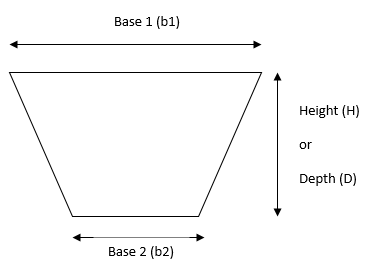 Base 1 (b1)
Height (H)
or
Depth (D)
Base 2 (b2)